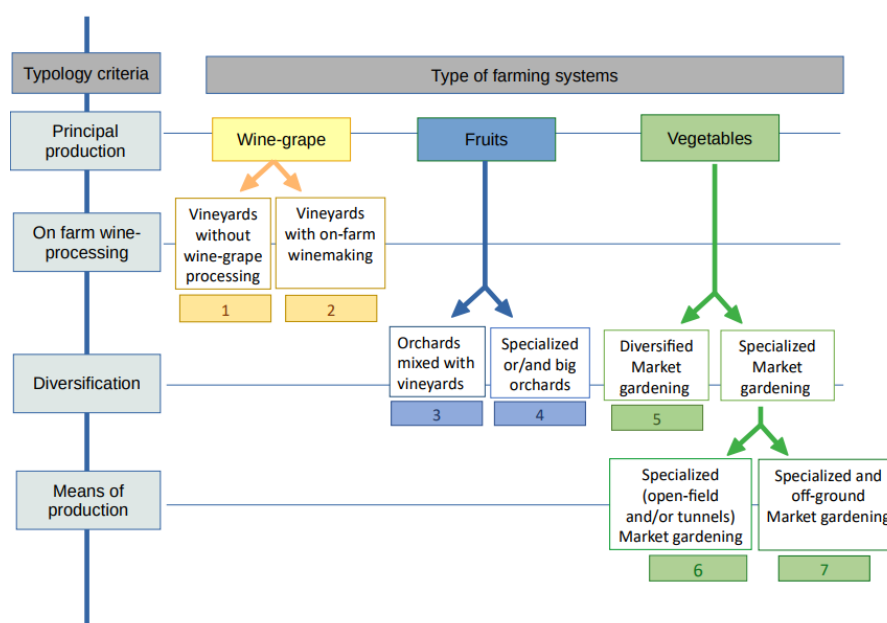 Typology criteria
Type of farming systems
Principal
production
Wine-grape
Fruits
Vegetables
On farm wine-
processing
Vineyards
without
wine-grape
processing
Vineyards
with on-farm
winemaking
1
2
Diversification
Orchards
mixed with
vineyards
Specialized
or/and big
orchards
Diversified
Market
gardening
Specialized
Market
gardening
3
4
5
Means of
production
Specialized
(open-field
and/or tunnels)
Market gardening
Specialized and
off-ground
Market gardening
6
7